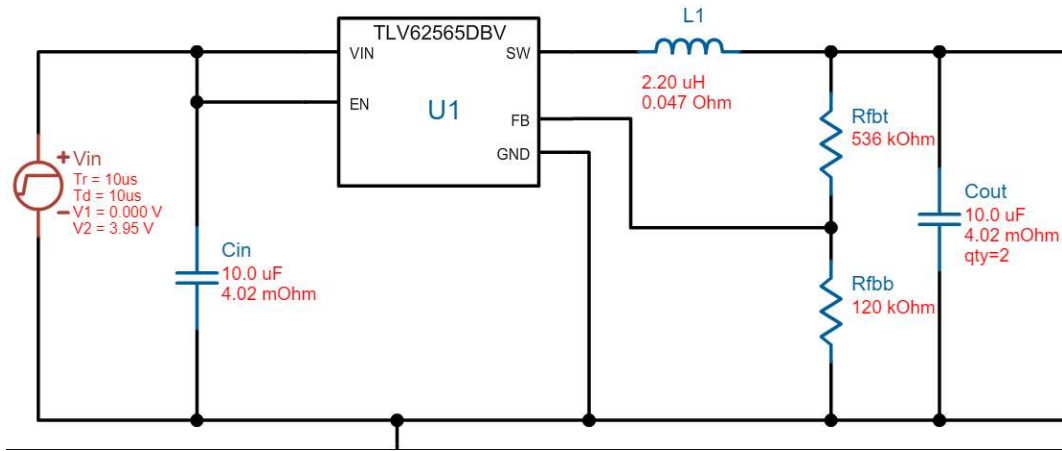 TLV62565DBV
VIN
SW
EN
U1
FB
GND
L1
2.20 uH
0.047 Ohm
+ Vin
Tr = 10us
Td = 10us
V1 = 0.000 V
V2 = 3.95 V
Cin
10.0 uF
4.02 mOhm
Rfbt
536 kOhm
Rfbb
120 kOhm
Cout
10.0 uF
4.02 mOhm
qty=2